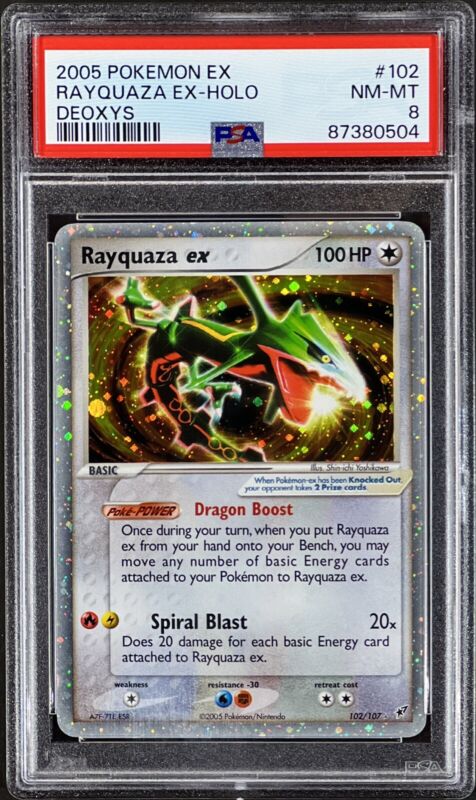 2005 POKEMON EX #102
RAYQUAZA EX-HOLO NM-MT
DEOXYS 8
PSA 87380504
Rayquaza ex 100 HP
BASIC Illus. Shin-ichi Yoshikawa
When Pokémon-ex has been Knocked Out,
your opponent takes 2 Prize cards.
Poké-POWER Dragon Boost
Once during your turn, when you put Rayquaza
ex from your hand onto your Bench, you may
move any number of basic Energy cards
attached to your Pokémon to Rayquaza ex.
Spiral Blast 20x
Does 20 damage for each basic Energy card
attached to Rayquaza ex.
weakness resistance -30 retreat cost
A7F-71L E5R ©2005 Pokémon/Nintendo 102/107
PSA